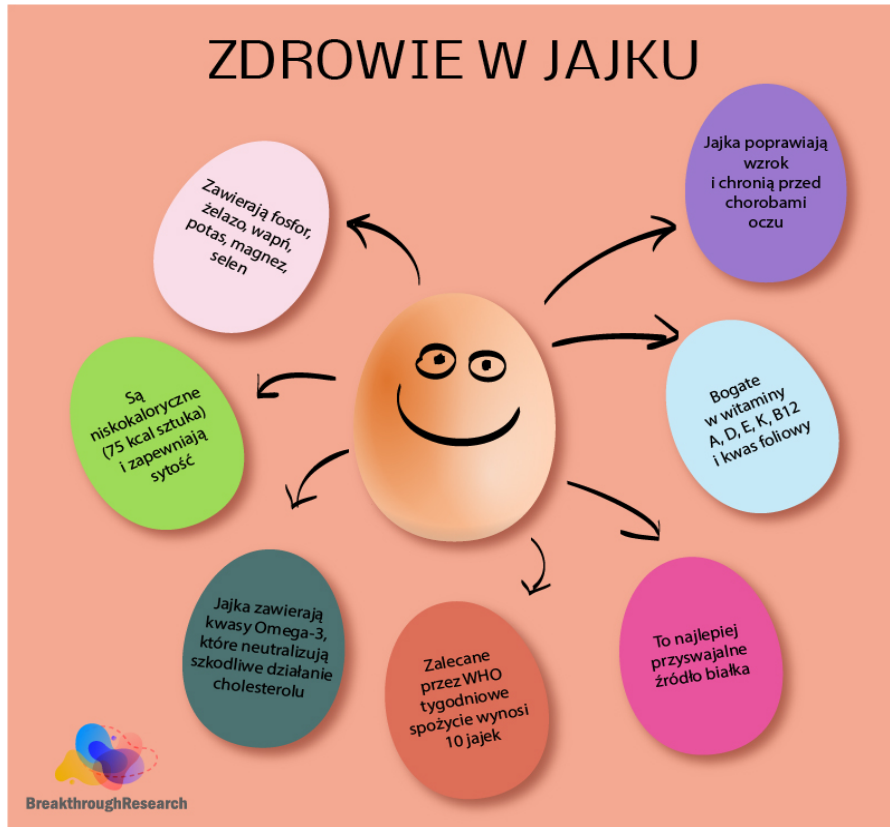 ZDROWIE W JAJKU
Zawierają fosfor,
żelazo, wapń,
potas, magnez,
selen
Jajka poprawiają
wzrok
i chronią przed
chorobami
oczu
Są
niskokaloryczne
(75 kcal sztuka)
i zapewniają
sytość
Bogate
w witaminy
A, D, E, K, B12
i kwas foliowy
Jajka zawierają
kwasy Omega-3,
które neutralizują
szkodliwe działanie
cholesterolu
Zalecane
przez WHO
tygodniowe
spożycie wynosi
10 jajek
To najlepiej
przyswajalne
źródło białka
BreakthroughResearch